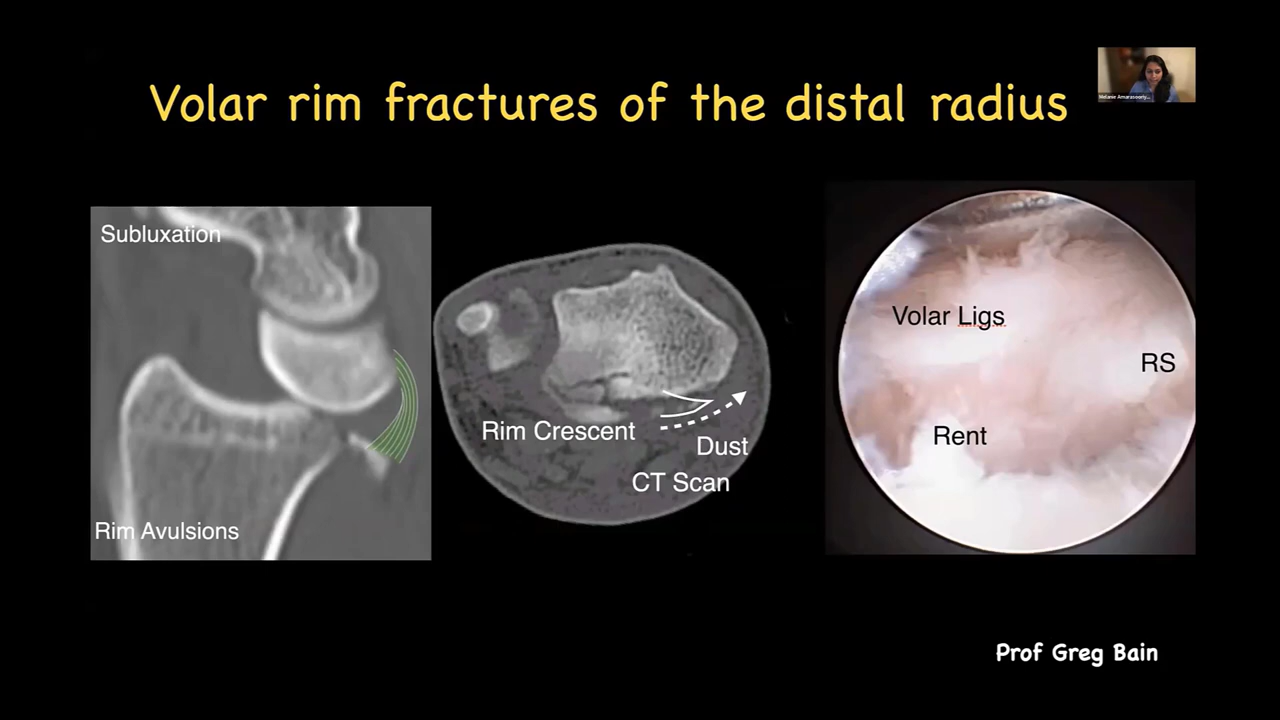 Volar rim fractures of the distal radius
Subluxation
Rim Avulsions
Rim Crescent
Dust
CT Scan
Volar Ligs
RS
Rent
Prof Greg Bain